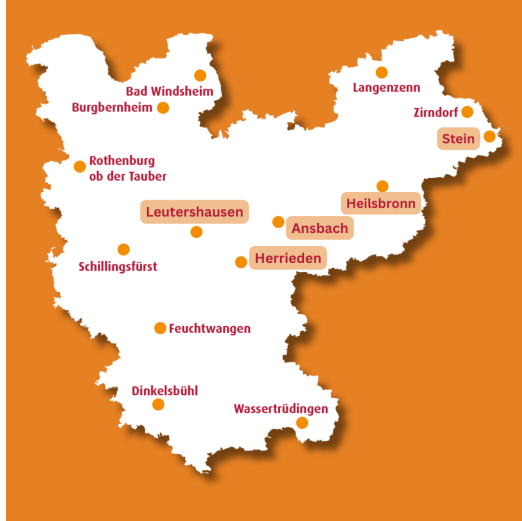 Bad Windsheim
Langenzenn
Burgbernheim
Zirndorf
Stein
Rothenburg
ob der Tauber
Heilsbronn
Leutershausen
Ansbach
Herrieden
Schillingsfürst
Feuchtwangen
Dinkelsbühl
Wassertrüdingen